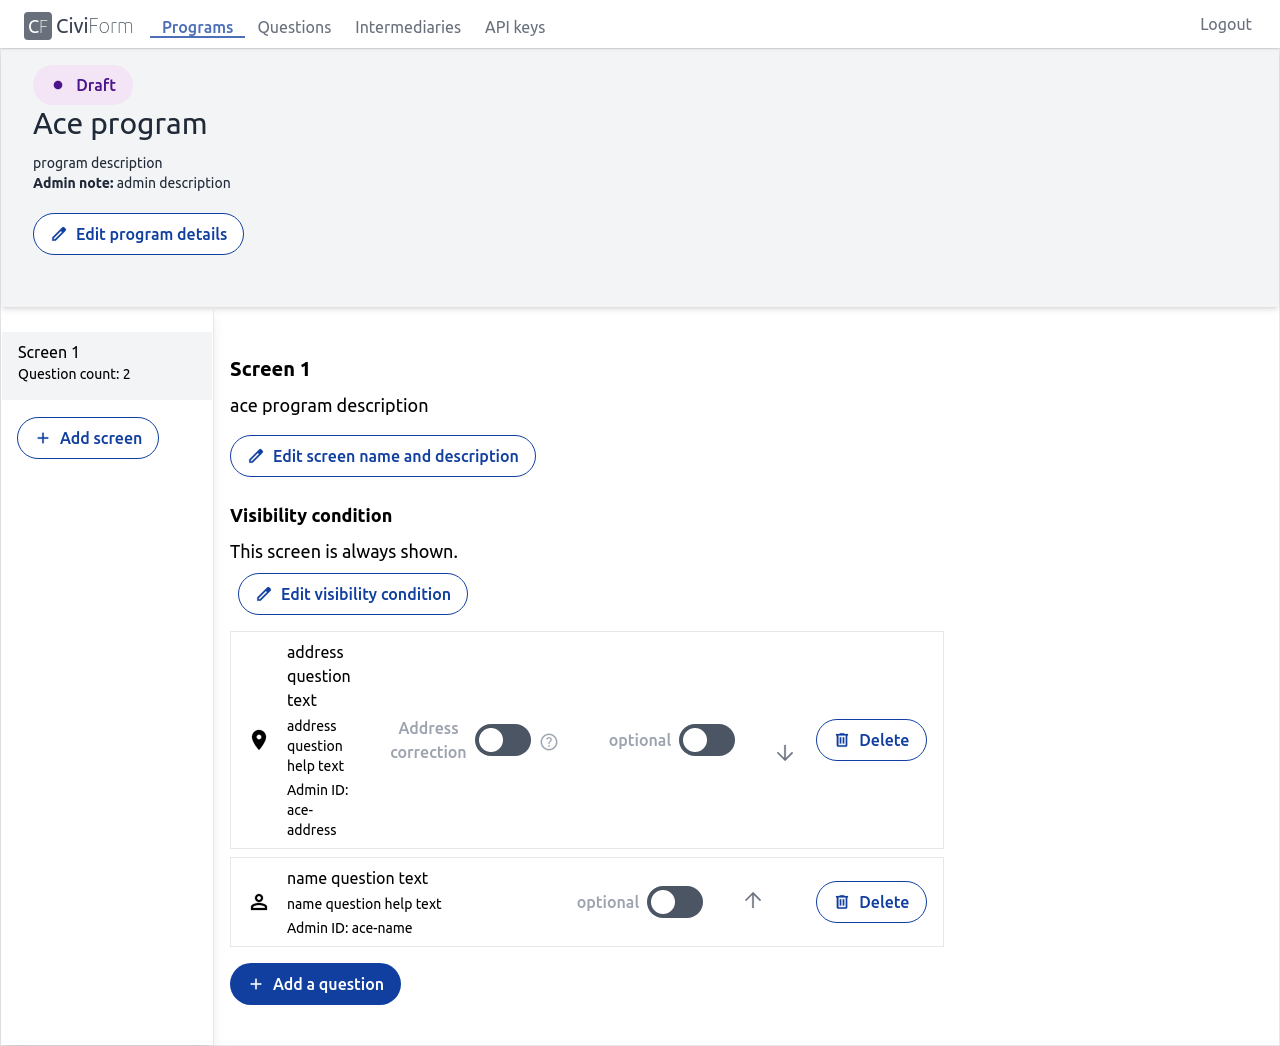 CF CiviForm Programs Questions Intermediaries API keys Logout
Draft
Ace program
program description
Admin note: admin description
Edit program details
Screen 1
Question count: 2
Add screen
Screen 1
ace program description
Edit screen name and description
Visibility condition
This screen is always shown.
Edit visibility condition
address
question
text
address
question
help text
Admin ID:
ace-
address
Address
correction
optional
Delete
name question text
name question help text
Admin ID: ace-name
optional
Delete
Add a question